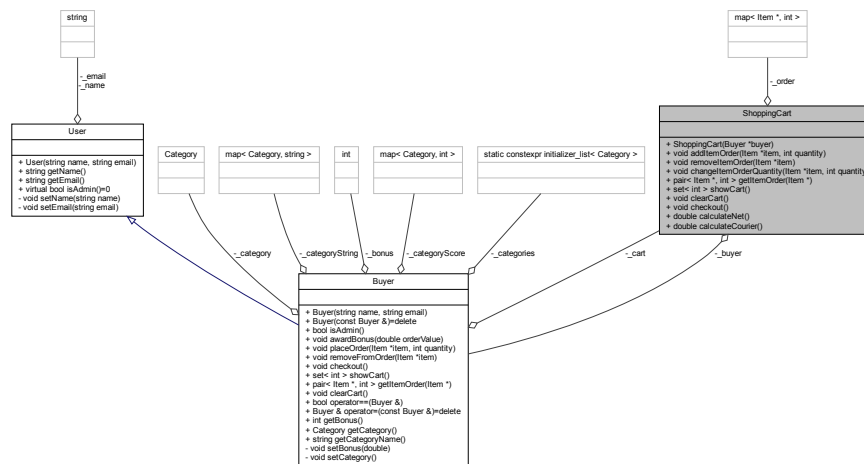 string
map< Item *, int >
-_email
-_name
-_order
User
+ User(string name, string email)
+ string getName()
+ string getEmail()
+ virtual bool isAdmin()=0
- void setName(string name)
- void setEmail(string email)
Category
map< Category, string >
int
map< Category, int >
static constexpr initializer_list< Category >
ShoppingCart
+ ShoppingCart(Buyer *buyer)
+ void addItemOrder(Item *item, int quantity)
+ void removeItemOrder(Item *item)
+ void changeItemOrderQuantity(Item *item, int quantity
+ pair< Item *, int > getItemOrder(Item *)
+ set< int > showCart()
+ void clearCart()
+ void checkout()
+ double calculateNet()
+ double calculateCourier()
-_category
-_categoryString
-_bonus
-_categoryScore
-_categories
-_cart
-_buyer
Buyer
+ Buyer(string name, string email)
+ Buyer(const Buyer &)=delete
+ bool isAdmin()
+ void awardBonus(double orderValue)
+ void placeOrder(Item *item, int quantity)
+ void removeFromOrder(Item *item)
+ void checkout()
+ set< int > showCart()
+ pair< Item *, int > getItemOrder(Item *)
+ void clearCart()
+ bool operator==(Buyer &)
+ Buyer & operator=(const Buyer &)=delete
+ int getBonus()
+ Category getCategory()
+ string getCategoryName()
- void setBonus(double)
- void setCategory()